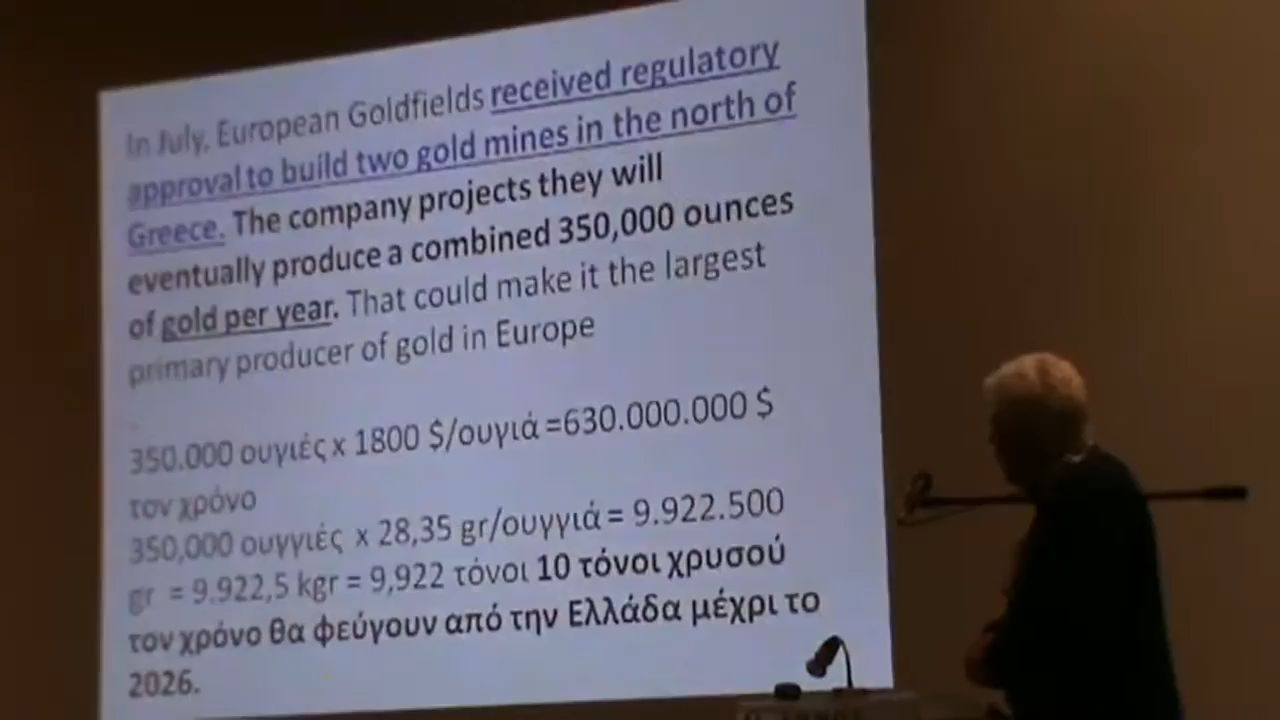 In July, European Goldfields received regulatory
approval to build two gold mines in the north of
Greece. The company projects they will
eventually produce a combined 350,000 ounces
of gold per year. That could make it the largest
primary producer of gold in Europe
.
350.000 ουγιές x 1800 $/ουγιά =630.000.000 $
τον χρόνο
350,000 ουγγιές x 28,35 gr/ουγγιά = 9.922.500
gr = 9.922,5 kgr = 9,922 τόνοι 10 τόνοι χρυσού
τον χρόνο θα φεύγουν από την Ελλάδα μέχρι το
2026.